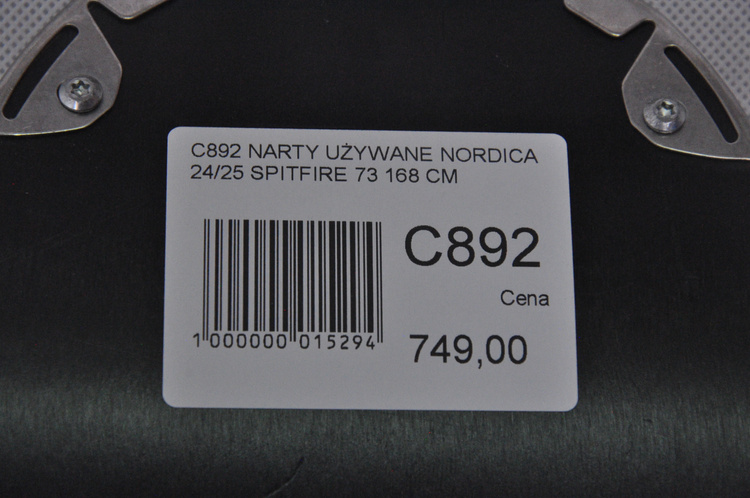 C892 NARTY UŻYWANE NORDICA
24/25 SPITFIRE 73 168 CM
C892
Cena
1 000000 015294
749,00